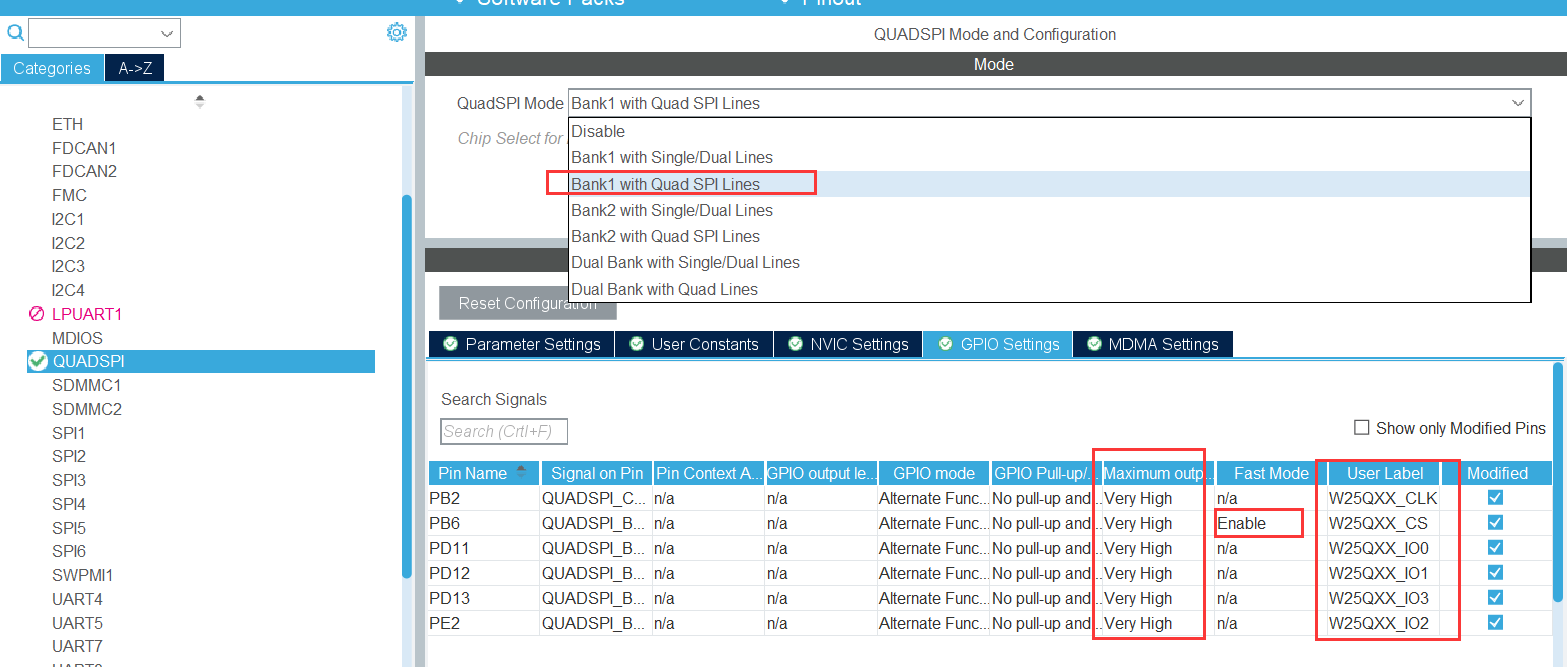 Software Packs Pinout
Categories A->Z
ETH
FDCAN1
FDCAN2
FMC
I2C1
I2C2
I2C3
I2C4
LPUART1
MDIOS
QUADSPI
SDMMC1
SDMMC2
SPI1
SPI2
SPI3
SPI4
SPI5
SPI6
SWPMI1
UART4
UART5
UART7
QUADSPI Mode and Configuration
Mode
QuadSPI Mode Bank1 with Quad SPI Lines
Chip Select for
Disable
Bank1 with Single/Dual Lines
Bank1 with Quad SPI Lines
Bank2 with Single/Dual Lines
Bank2 with Quad SPI Lines
Dual Bank with Single/Dual Lines
Dual Bank with Quad Lines
Reset Configuration
Parameter Settings User Constants NVIC Settings GPIO Settings MDMA Settings
Search Signals
Search (CrtI+F)
Show only Modified Pins
Pin Name Signal on Pin Pin Context A... GPIO output le... GPIO mode GPIO Pull-up/... Maximum outp... Fast Mode User Label Modified
PB2 QUADSPI_C... n/a n/a Alternate Func... No pull-up and... Very High n/a W25QXX_CLK
PB6 QUADSPI_B... n/a n/a Alternate Func... No pull-up and... Very High Enable W25QXX_CS
PD11 QUADSPI_B... n/a n/a Alternate Func... No pull-up and... Very High n/a W25QXX_IO0
PD12 QUADSPI_B... n/a n/a Alternate Func... No pull-up and... Very High n/a W25QXX_IO1
PD13 QUADSPI_B... n/a n/a Alternate Func... No pull-up and... Very High n/a W25QXX_IO3
PE2 QUADSPI_B... n/a n/a Alternate Func... No pull-up and... Very High n/a W25QXX_IO2